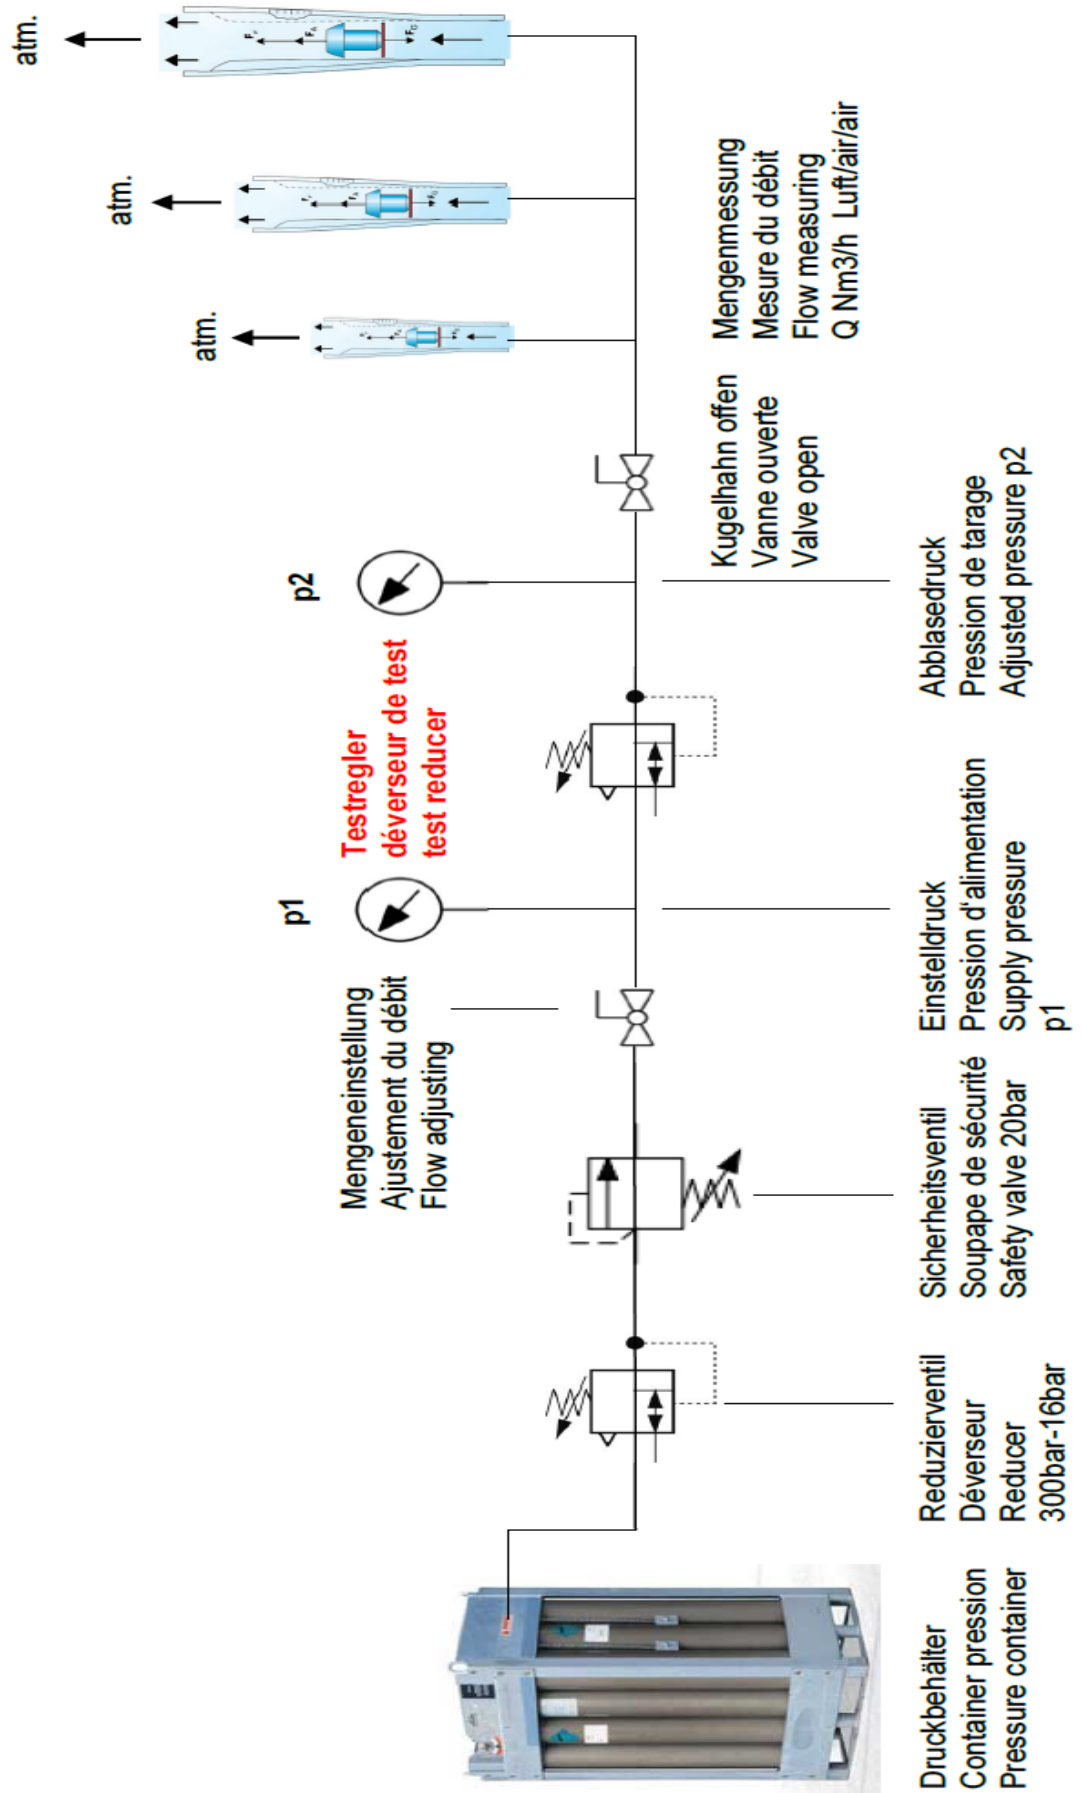 Druckbehälter
Container pression
Pressure container
Reduzierventil
Déverseur
Reducer
300bar-16bar
Sicherheitsventil
Soupape de sécurité
Safety valve 20bar
Mengeneinstellung
Ajustement du débit
Flow adjusting
p1
Einstelldruck
Pression d'alimentation
Supply pressure
p1
Testregler
déverseur de test
test reducer
p2
Abblasedruck
Pression de tarage
Adjusted pressure p2
Kugelhahn offen
Vanne ouverte
Valve open
Mengenmessung
Mesure du débit
Flow measuring
Q Nm3/h Luft/air/air
atm.
atm.
atm.